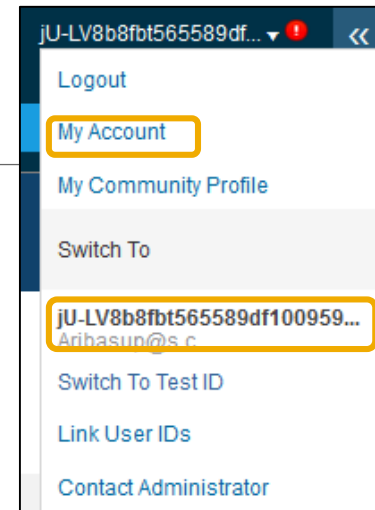 jU-LV8b8fbt565589df... ▾ ! «
Logout
My Account
My Community Profile
Switch To
jU-LV8b8fbt565589df100959...
Aribasup@s.c
Switch To Test ID
Link User IDs
Contact Administrator